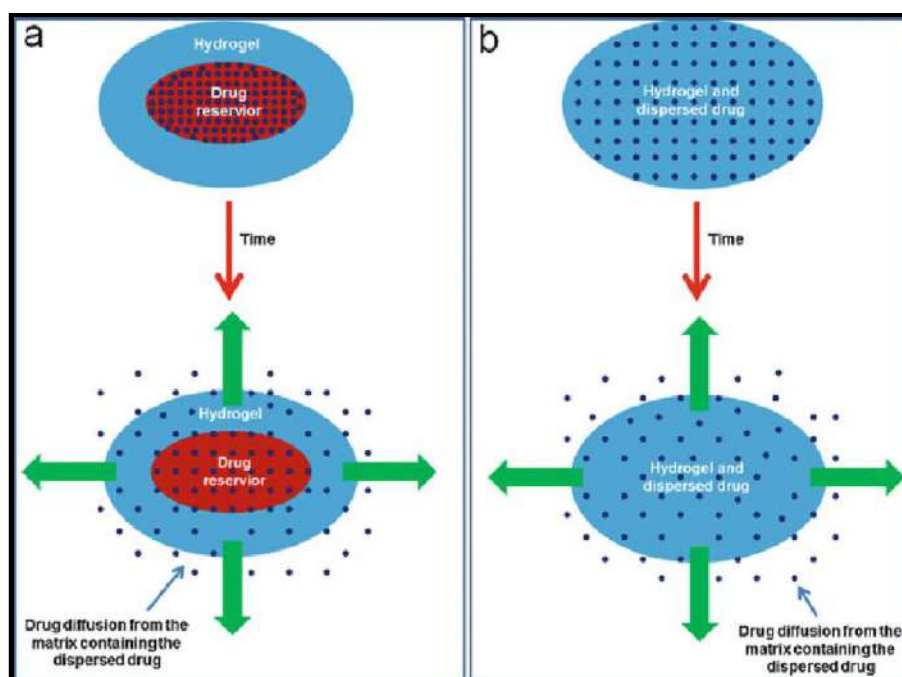 a
Hydrogel
Drug
reservior
Time
Hydrogel
Drug
reservior
Drug diffusion from the
matrix containing the
dispersed drug
b
Hydrogel and
dispersed drug
Time
Hydrogel and
dispersed drug
Drug diffusion from the
matrix containing the
dispersed drug